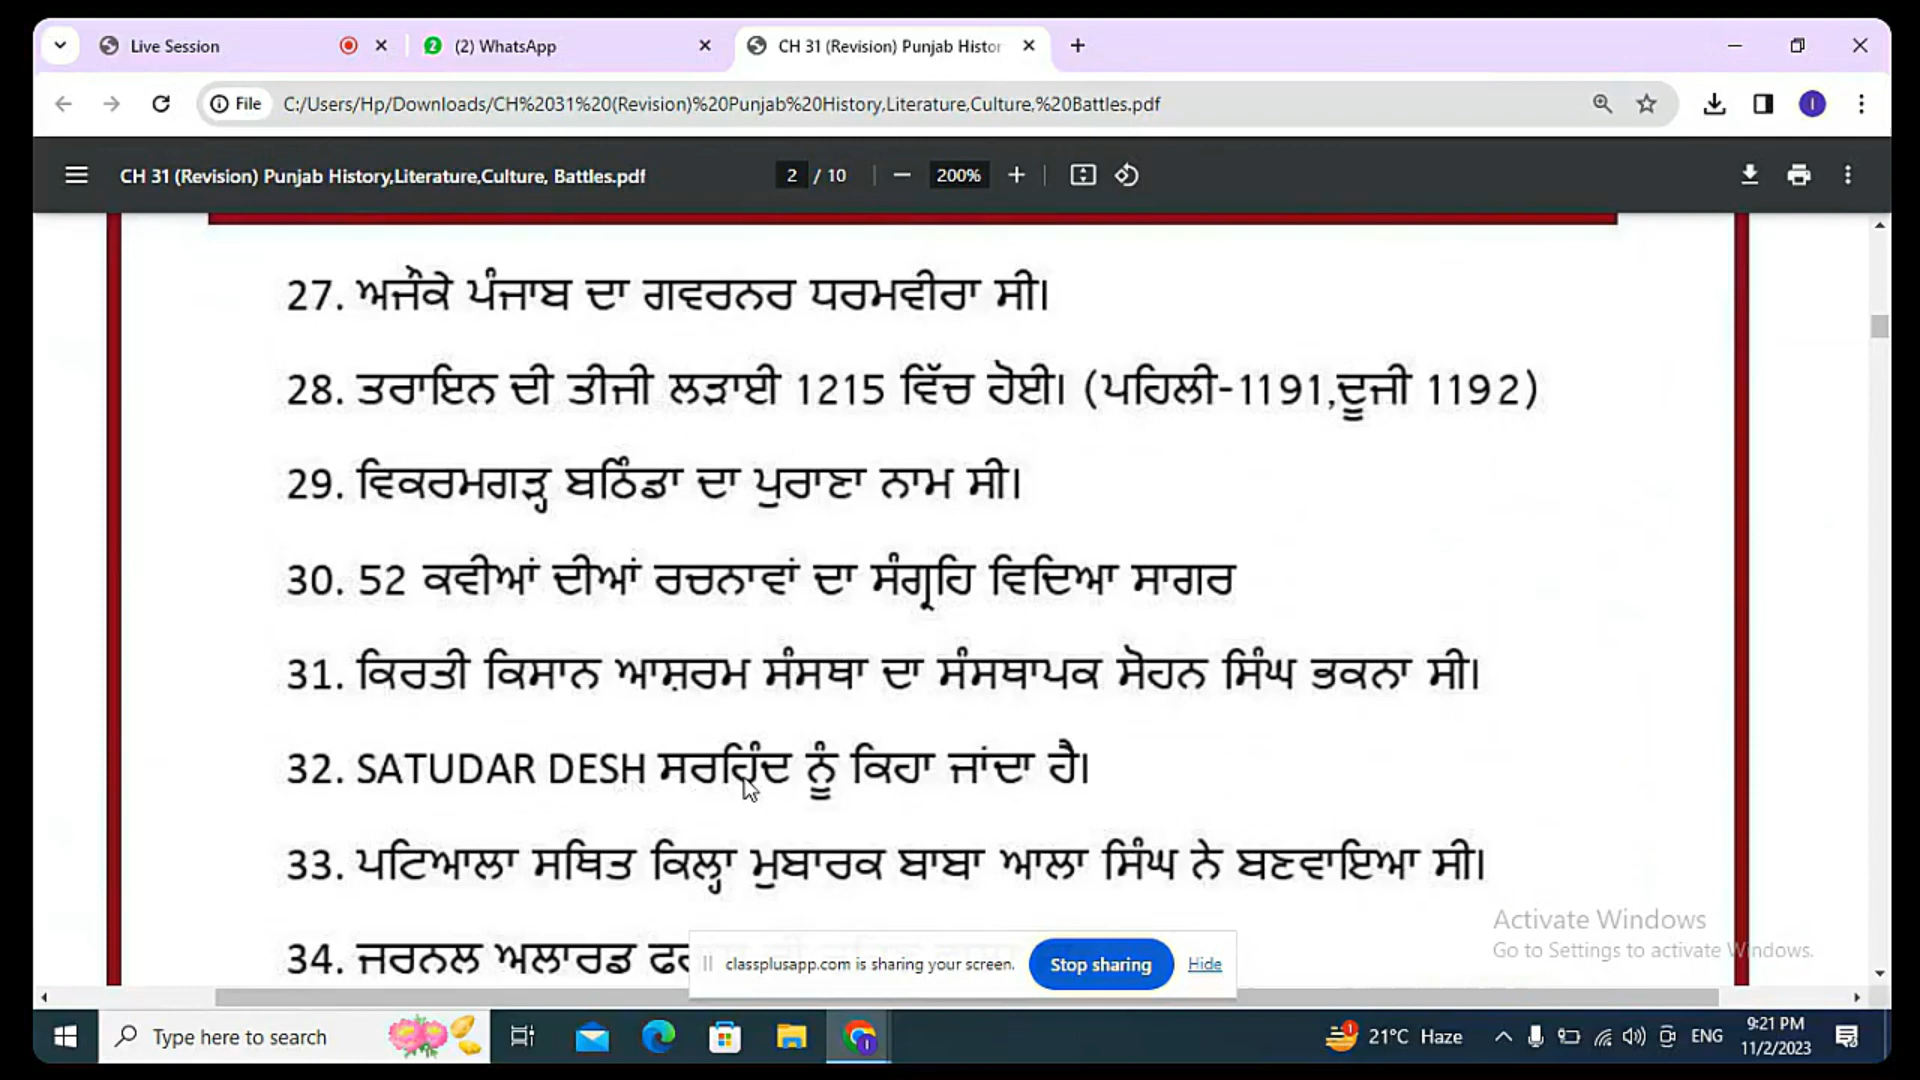 Live Session
2 (2) WhatsApp
CH 31 (Revision) Punjab Histor
File C:/Users/Hp/Downloads/CH%2031%20(Revision)%20Punjab%20History,Literature,Culture,%20Battles.pdf
I
CH 31 (Revision) Punjab History,Literature,Culture, Battles.pdf 2 / 10 200%
27. ਅਜੌਕੇ ਪੰਜਾਬ ਦਾ ਗਵਰਨਰ ਧਰਮਵੀਰਾ ਸੀ।
28. ਤਰਾਇਨ ਦੀ ਤੀਜੀ ਲੜਾਈ 1215 ਵਿੱਚ ਹੋਈ। (ਪਹਿਲੀ-1191,ਦੂਜੀ 1192)
29. ਵਿਕਰਮਗੜ੍ਹ ਬਠਿੰਡਾ ਦਾ ਪੁਰਾਣਾ ਨਾਮ ਸੀ।
30. 52 ਕਵੀਆਂ ਦੀਆਂ ਰਚਨਾਵਾਂ ਦਾ ਸੰਗ੍ਰਹਿ ਵਿਦਿਆ ਸਾਗਰ
31. ਕਿਰਤੀ ਕਿਸਾਨ ਆਸ਼ਰਮ ਸੰਸਥਾ ਦਾ ਸੰਸਥਾਪਕ ਸੋਹਨ ਸਿੰਘ ਭਕਨਾ ਸੀ।
32. SATUDAR DESH ਸਰਹਿੰਦ ਨੂੰ ਕਿਹਾ ਜਾਂਦਾ ਹੈ।
33. ਪਟਿਆਲਾ ਸਥਿਤ ਕਿਲ੍ਹਾ ਮੁਬਾਰਕ ਬਾਬਾ ਆਲਾ ਸਿੰਘ ਨੇ ਬਣਵਾਇਆ ਸੀ।
34. ਜਰਨਲ ਅਲਾਰਡ
classplusapp.com is sharing your screen. Stop sharing Hide
Activate Windows
Go to Settings to activate Windows.
Type here to search
1 21°C Haze ENG
9:21 PM
11/2/2023